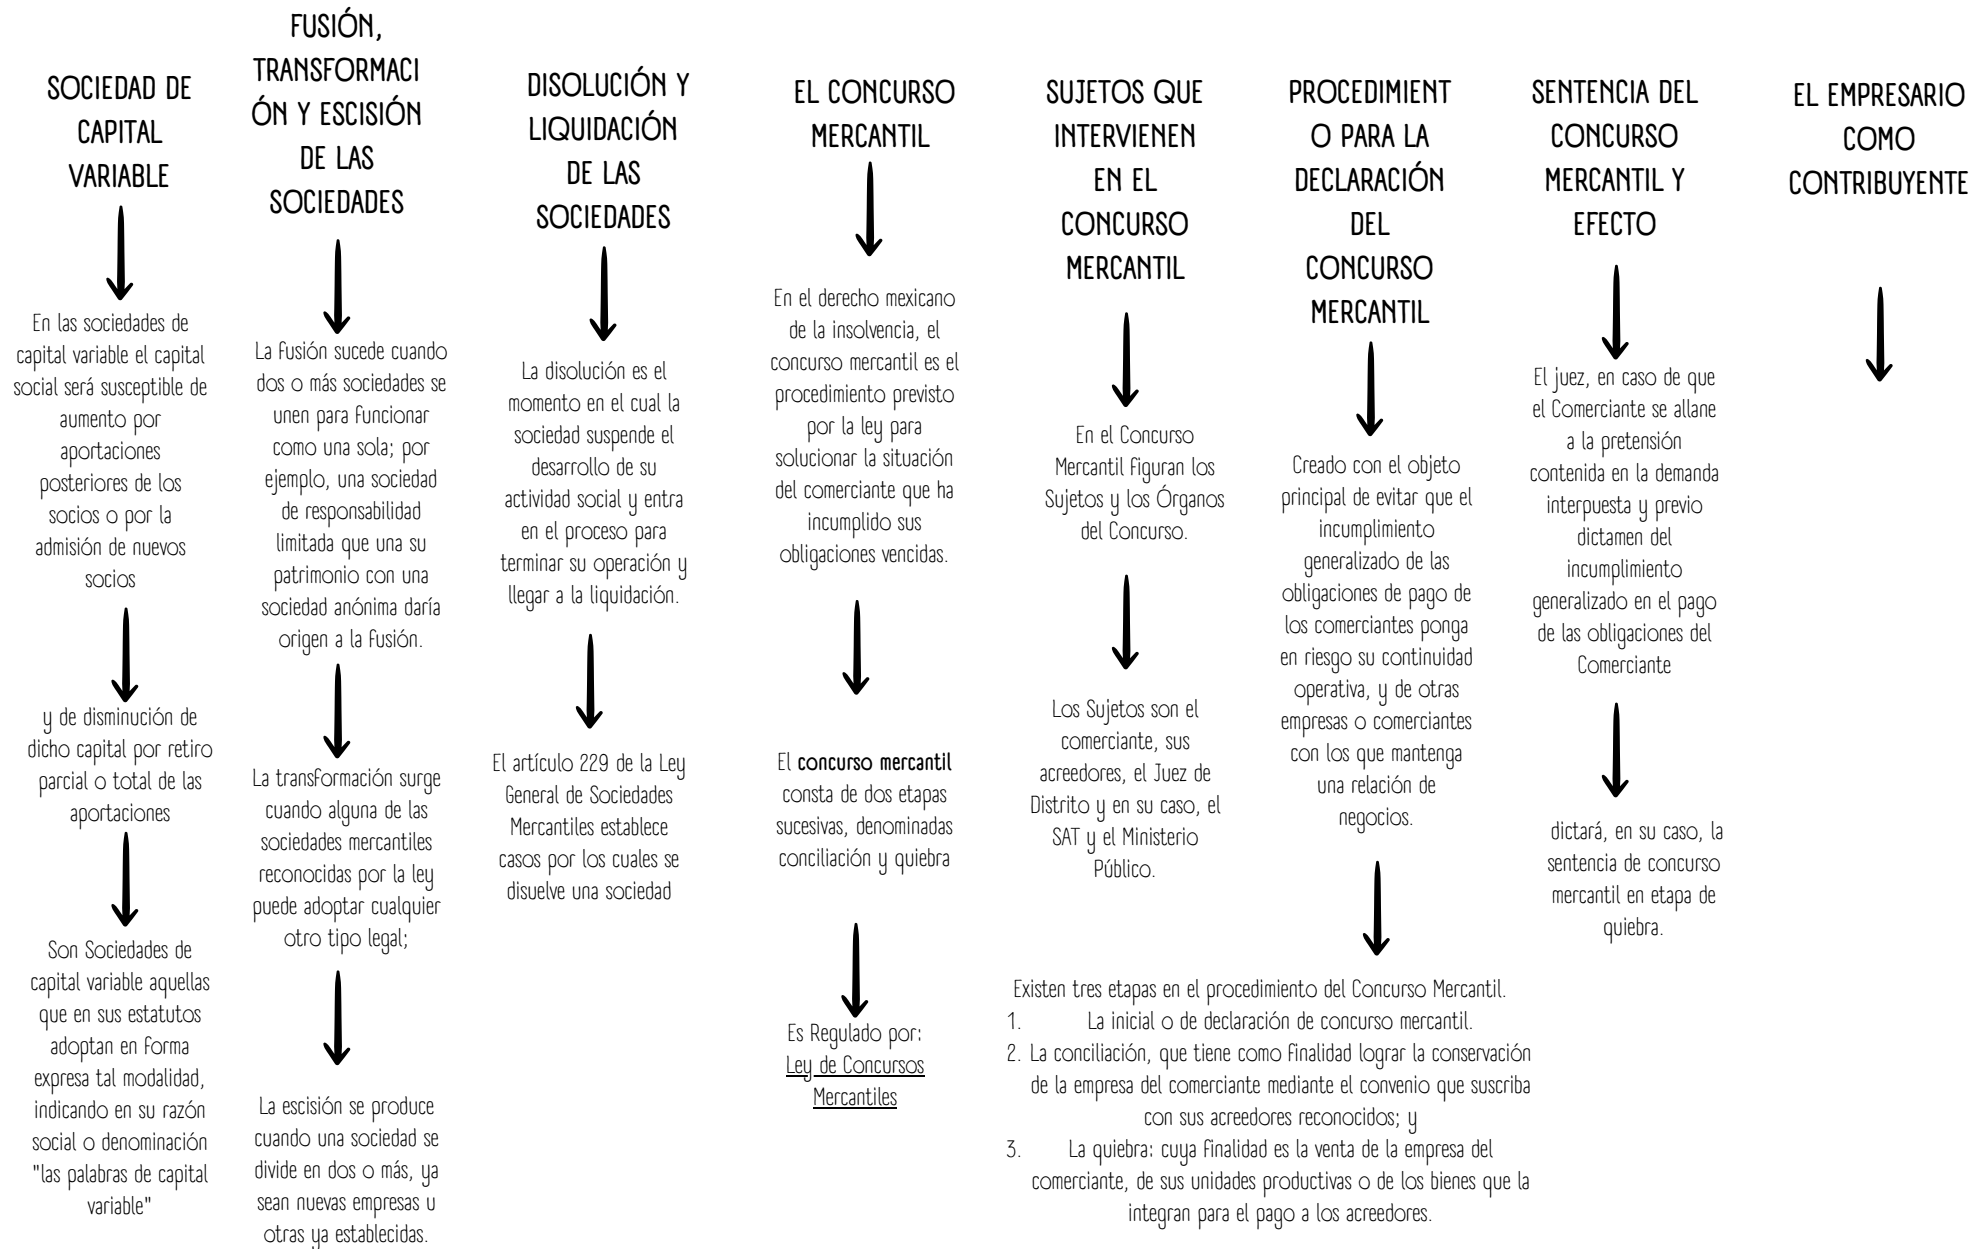 SOCIEDAD DE
CAPITAL
VARIABLE
En las sociedades de
capital variable el capital
social será susceptible de
aumento por
aportaciones
posteriores de los
socios o por la
admisión de nuevos
socios
y de disminución de
dicho capital por retiro
parcial o total de las
aportaciones
Son Sociedades de
capital variable aquellas
que en sus estatutos
adoptan en forma
expresa tal modalidad,
indicando en su razón
social o denominación
"las palabras de capital
variable"
FUSIÓN,
TRANSFORMACI
ÓN Y ESCISIÓN
DE LAS
SOCIEDADES
La fusión sucede cuando
dos o más sociedades se
unen para funcionar
como una sola; por
ejemplo, una sociedad
de responsabilidad
limitada que una su
patrimonio con una
sociedad anónima daría
origen a la fusión.
La transformación surge
cuando alguna de las
sociedades mercantiles
reconocidas por la ley
puede adoptar cualquier
otro tipo legal;
La escisión se produce
cuando una sociedad se
divide en dos o más, ya
sean nuevas empresas u
otras ya establecidas.
DISOLUCIÓN Y
LIQUIDACIÓN
DE LAS
SOCIEDADES
La disolución es el
momento en el cual la
sociedad suspende el
desarrollo de su
actividad social y entra
en el proceso para
terminar su operación y
llegar a la liquidación.
El artículo 229 de la Ley
General de Sociedades
Mercantiles establece
casos por los cuales se
disuelve una sociedad
EL CONCURSO
MERCANTIL
En el derecho mexicano
de la insolvencia, el
concurso mercantil es el
procedimiento previsto
por la ley para
solucionar la situación
del comerciante que ha
incumplido sus
obligaciones vencidas.
El concurso mercantil
consta de dos etapas
sucesivas, denominadas
conciliación y quiebra
Es Regulado por:
Ley de Concursos
Mercantiles
SUJETOS QUE
INTERVIENEN
EN EL
CONCURSO
MERCANTIL
En el Concurso
Mercantil figuran los
Sujetos y los Órganos
del Concurso.
Los Sujetos son el
comerciante, sus
acreedores, el Juez de
Distrito y en su caso, el
SAT y el Ministerio
Público.
PROCEDIMIENT
O PARA LA
DECLARACIÓN
DEL
CONCURSO
MERCANTIL
Creado con el objeto
principal de evitar que el
incumplimiento
generalizado de las
obligaciones de pago de
los comerciantes ponga
en riesgo su continuidad
operativa, y de otras
empresas o comerciantes
con los que mantenga
una relación de
negocios.
Existen tres etapas en el procedimiento del Concurso Mercantil.
1. La inicial o de declaración de concurso mercantil.
2. La conciliación, que tiene como finalidad lograr la conservación
de la empresa del comerciante mediante el convenio que suscriba
con sus acreedores reconocidos; y
3. La quiebra: cuya finalidad es la venta de la empresa del
comerciante, de sus unidades productivas o de los bienes que la
integran para el pago a los acreedores.
SENTENCIA DEL
CONCURSO
MERCANTIL Y
EFECTO
El juez, en caso de que
el Comerciante se allane
a la pretensión
contenida en la demanda
interpuesta y previo
dictamen del
incumplimiento
generalizado en el pago
de las obligaciones del
Comerciante
dictará, en su caso, la
sentencia de concurso
mercantil en etapa de
quiebra.
EL EMPRESARIO
COMO
CONTRIBUYENTE